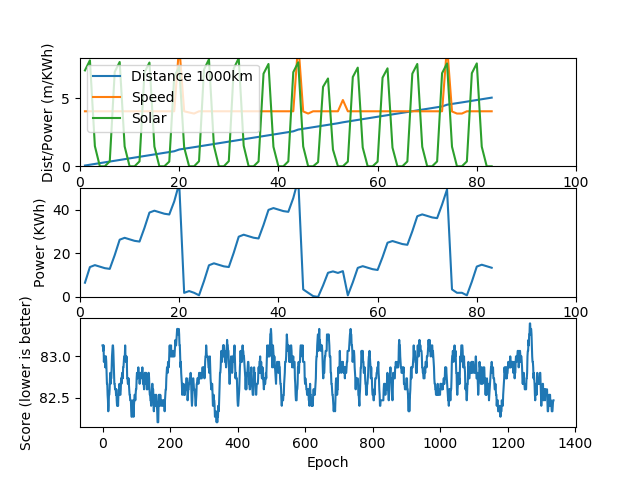 Dist/Power (m/KWh)
5
0
Distance 1000km
Speed
Solar
0 20 40 60 80 100
Power (KWh)
40
20
0
0 20 40 60 80 100
Score (lower is better)
83.0
82.5
0 200 400 600 800 1000 1200 1400
Epoch